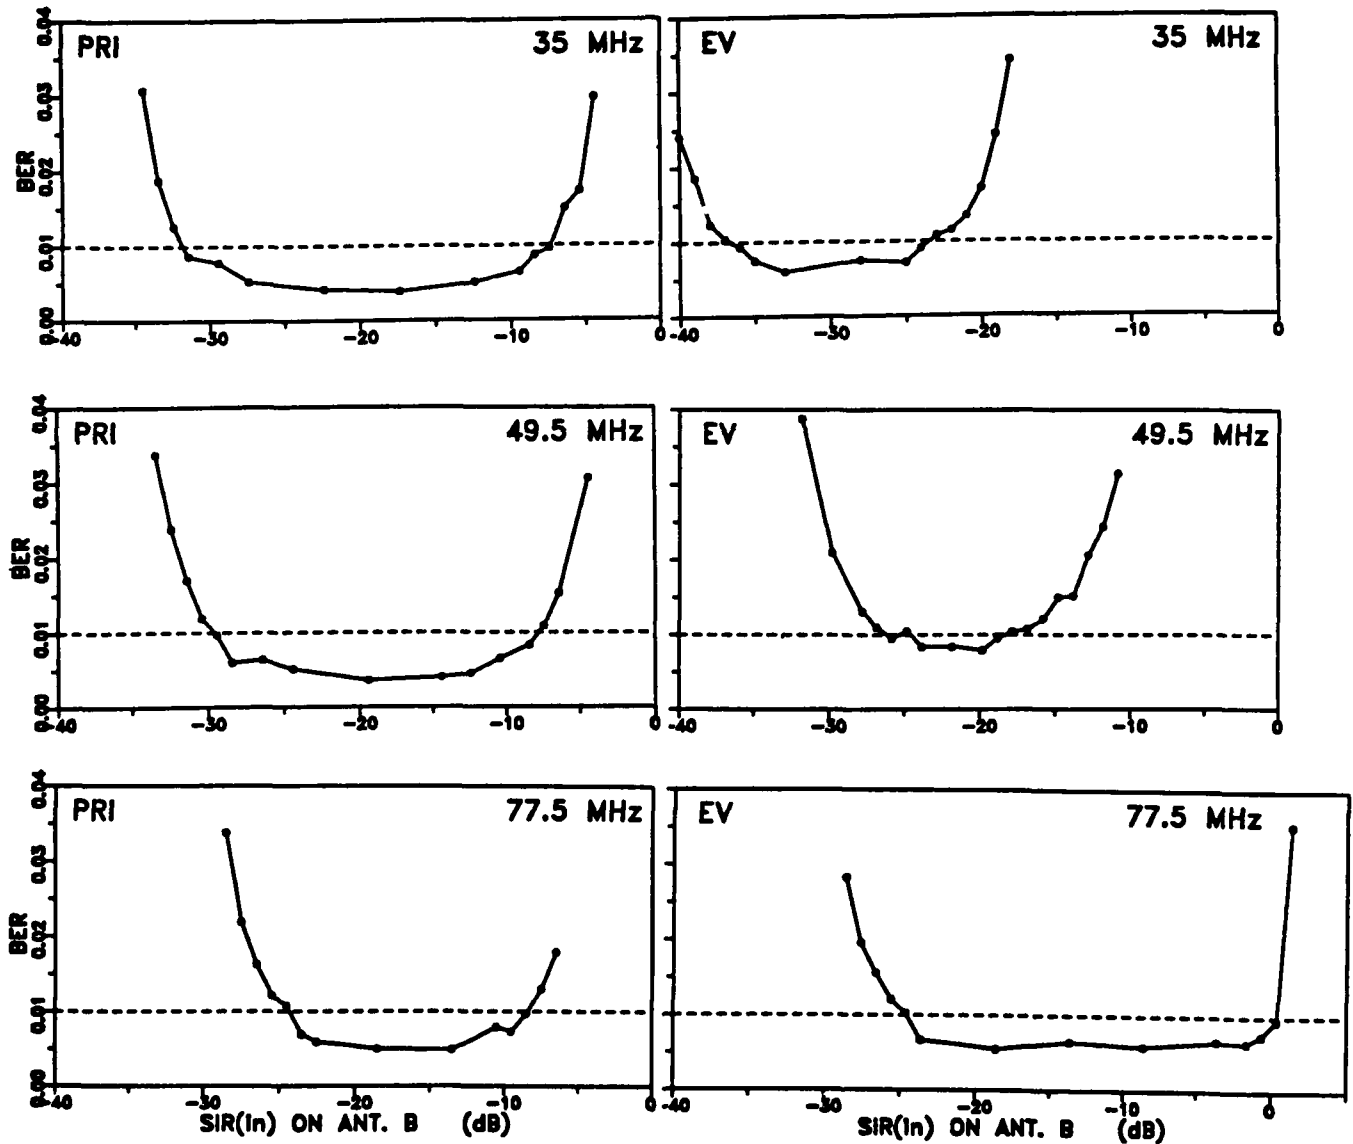 PRI 35 MHz
BER
0.04
0.03
0.02
0.01
0.00
-40 -30 -20 -10 0
EV 35 MHz
-40 -30 -20 -10 0
PRI 49.5 MHz
BER
0.04
0.03
0.02
0.01
0.00
-40 -30 -20 -10 0
EV 49.5 MHz
-40 -30 -20 -10 0
PRI 77.5 MHz
BER
0.04
0.03
0.02
0.01
0.00
-40 -30 -20 -10 0
SIR(in) ON ANT. B (dB)
EV 77.5 MHz
-40 -30 -20 -10 0
SIR(in) ON ANT. B (dB)